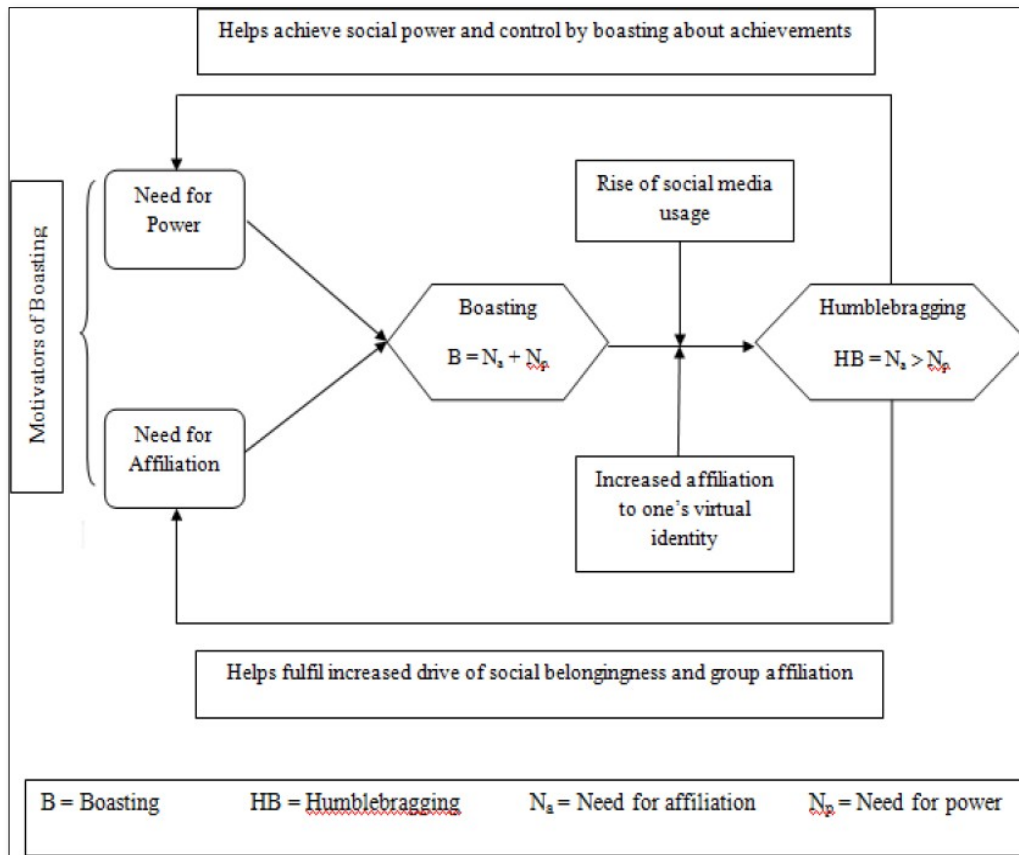 Helps achieve social power and control by boasting about achievements
Motivators of Boasting
Need for
Power
Need for
Affiliation
Boasting
B = Nₐ + Nₚ
Rise of social media
usage
Increased affiliation
to one’s virtual
identity
Humblebragging
HB = Nₐ > Nₚ
Helps fulfil increased drive of social belongingness and group affiliation
B = Boasting HB = Humblebragging Nₐ = Need for affiliation Nₚ = Need for power